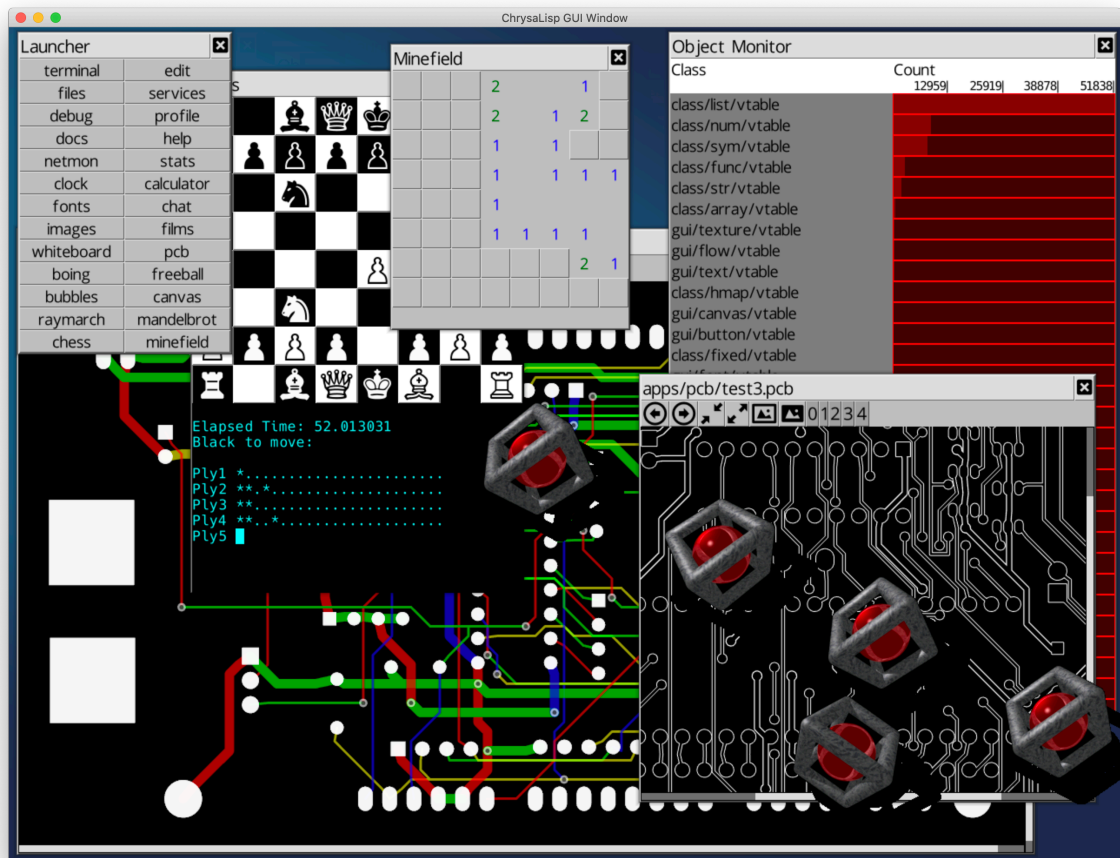 ChrysaLisp GUI Window
Launcher
terminal edit
files services
debug profile
docs help
netmon stats
clock calculator
fonts chat
images films
whiteboard pcb
boing freeball
bubbles canvas
raymarch mandelbrot
chess minefield
s
Elapsed Time: 52.013031
Black to move:
Ply1 *.......................
Ply2 **.*....................
Ply3 **......................
Ply4 **..*...................
Ply5
Minefield
2 1
2 1 2
1 1
1 1 1 1
1
1 1 1 1
2 1
Object Monitor
Class Count
12959| 25919| 38878| 51838|
class/list/vtable
class/num/vtable
class/sym/vtable
class/func/vtable
class/str/vtable
class/array/vtable
gui/texture/vtable
gui/flow/vtable
gui/text/vtable
class/hmap/vtable
gui/canvas/vtable
gui/button/vtable
class/fixed/vtable
apps/pcb/test3.pcb
0 1 2 3 4